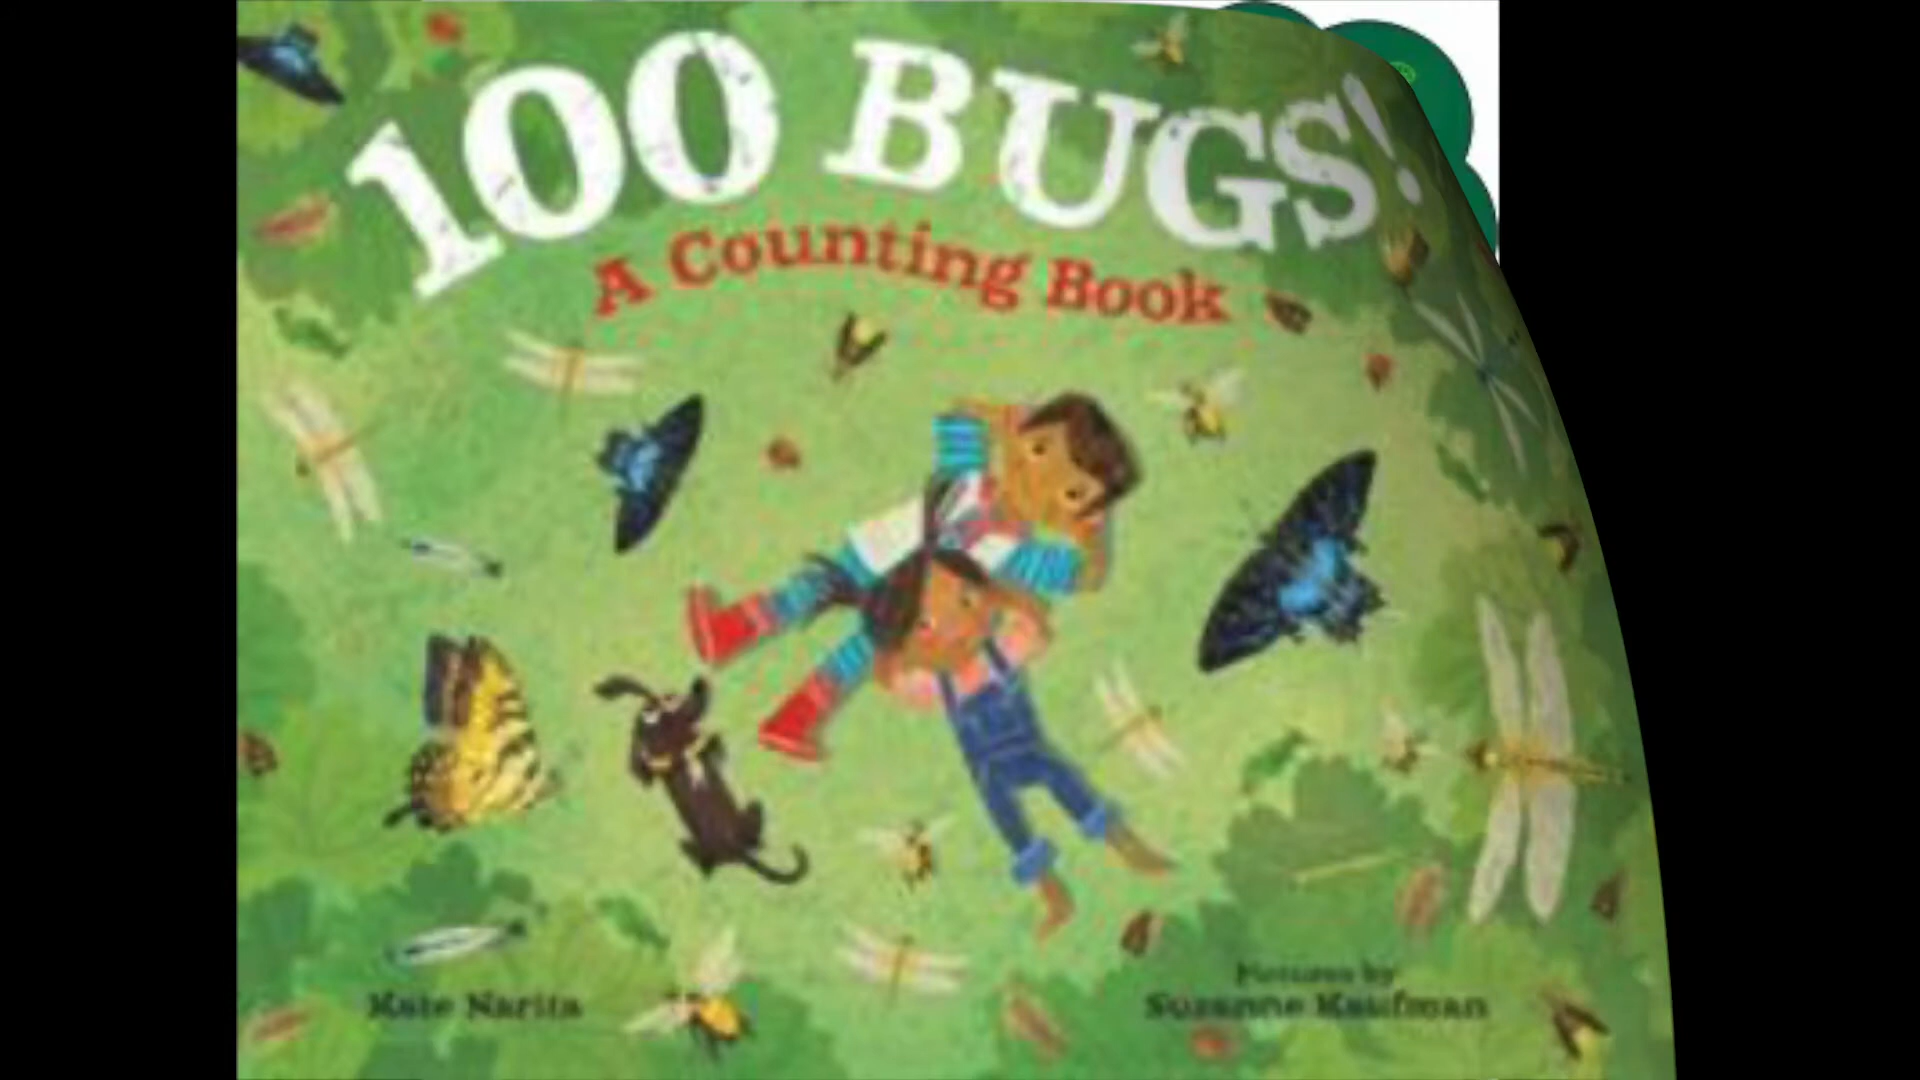 100 BUGS!
A Counting Book
Kate Narita
Pictures by
Suzanne Kaufman